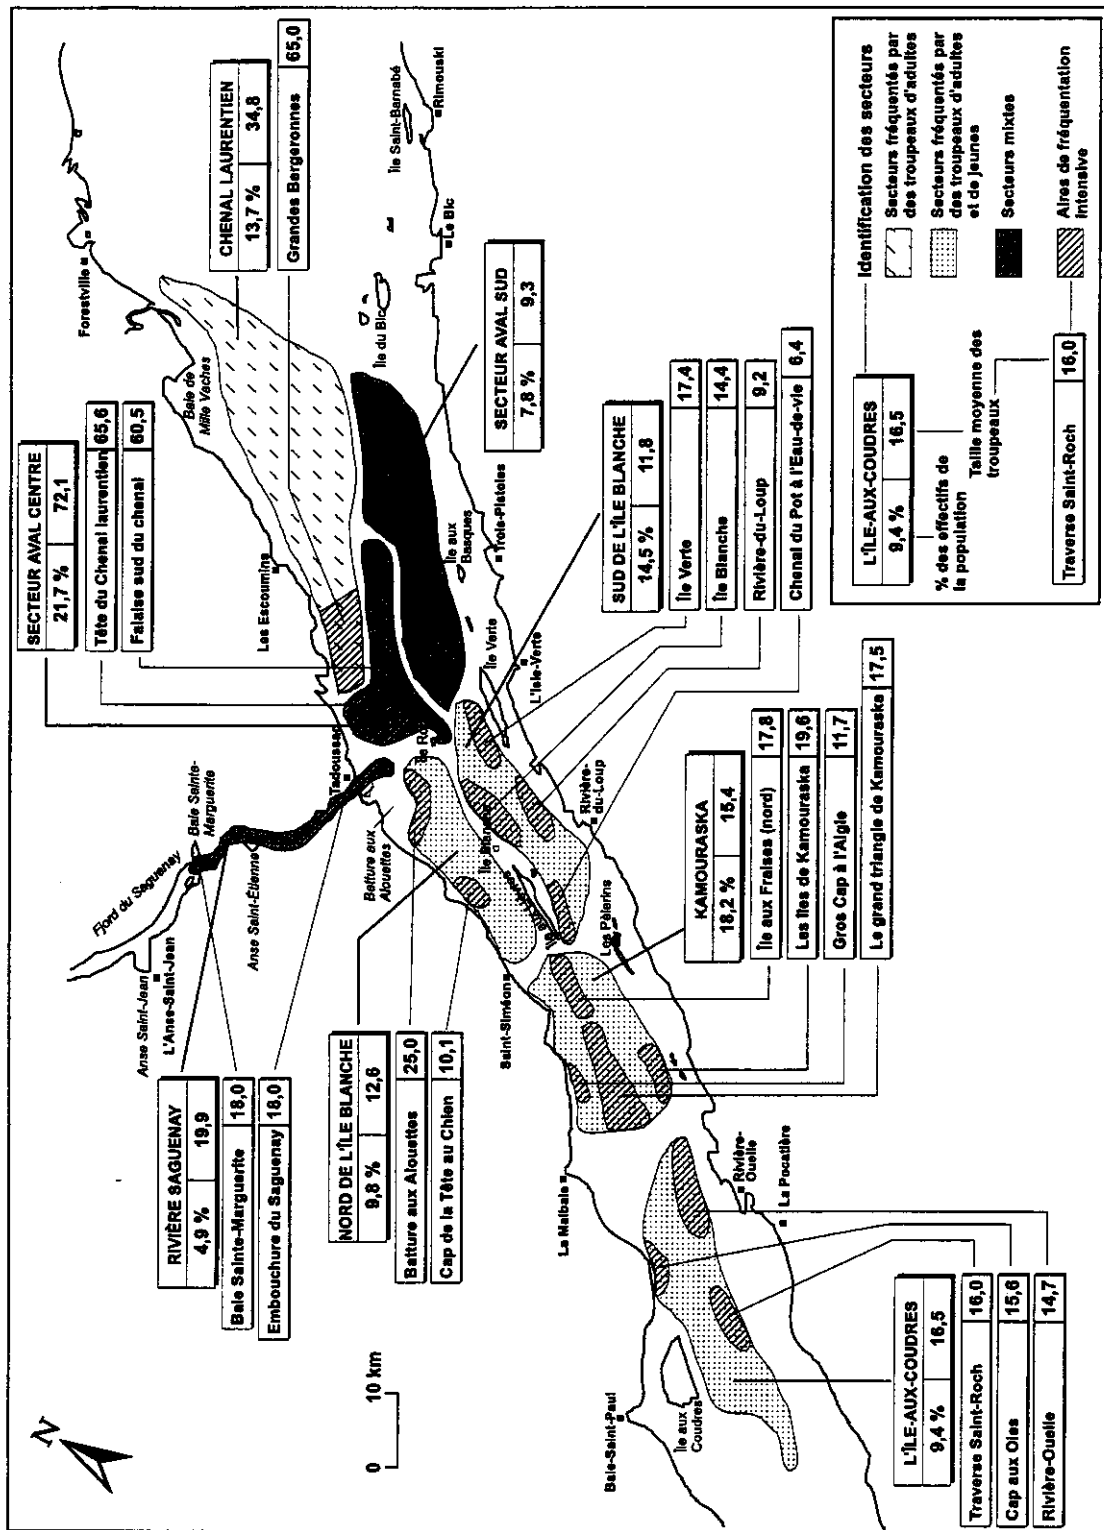 N
0 10 km
Fjord du Saguenay
Anse Saint-Jean
L'Anse-Saint-Jean
Baie Sainte-
Marguerite
Anse Saint-Étienne
Tadoussac
Batture aux
Alouettes
Les Escoumins
Baie de
Mille Vaches
Forestville
Île Saint-Barnabé
Rimouski
Le Bic
Île du Bic
Île aux
Basques
Trois-Pistoles
Île Verte
L'Isle-Verte
Île Blanche
Rivière-
du-Loup
Les Pèlerins
Saint-Siméon
La Malbaie
Rivière-
Ouelle
La Pocatière
Baie-Saint-Paul
Île aux
Coudres
RIVIÈRE SAGUENAY
4,9 % 19,9
Baie Sainte-Marguerite 18,0
Embouchure du Saguenay 18,0
SECTEUR AVAL CENTRE
21,7 % 72,1
Tête du Chenal laurentien 65,6
Falaise sud du chenal 60,5
CHENAL LAURENTIEN
13,7 % 34,8
Grandes Bergeronnes 65,0
NORD DE L'ÎLE BLANCHE
9,8 % 12,6
Batture aux Alouettes 25,0
Cap de la Tête au Chien 10,1
SECTEUR AVAL SUD
7,8 % 9,3
SUD DE L'ÎLE BLANCHE
14,5 % 11,8
Île Verte 17,4
Île Blanche 14,4
Rivière-du-Loup 9,2
Chenal du Pot à l'Eau-de-vie 6,4
KAMOURASKA
18,2 % 15,4
Île aux Fraises (nord) 17,8
Les îles de Kamouraska 19,6
Gros Cap à l'Aigle 11,7
Le grand triangle de Kamouraska 17,5
L'ÎLE-AUX-COUDRES
9,4 % 16,5
Traverse Saint-Roch 16,0
Cap aux Oies 15,6
Rivière-Ouelle 14,7
L'ÎLE-AUX-COUDRES
9,4 % 16,5
Identification des secteurs
% des effectifs de
la population
Taille moyenne des
troupeaux
Traverse Saint-Roch 16,0
Secteurs fréquentés par
des troupeaux d'adultes
Secteurs fréquentés par
des troupeaux d'adultes
et de jeunes
Secteurs mixtes
Aires de fréquentation
intensive